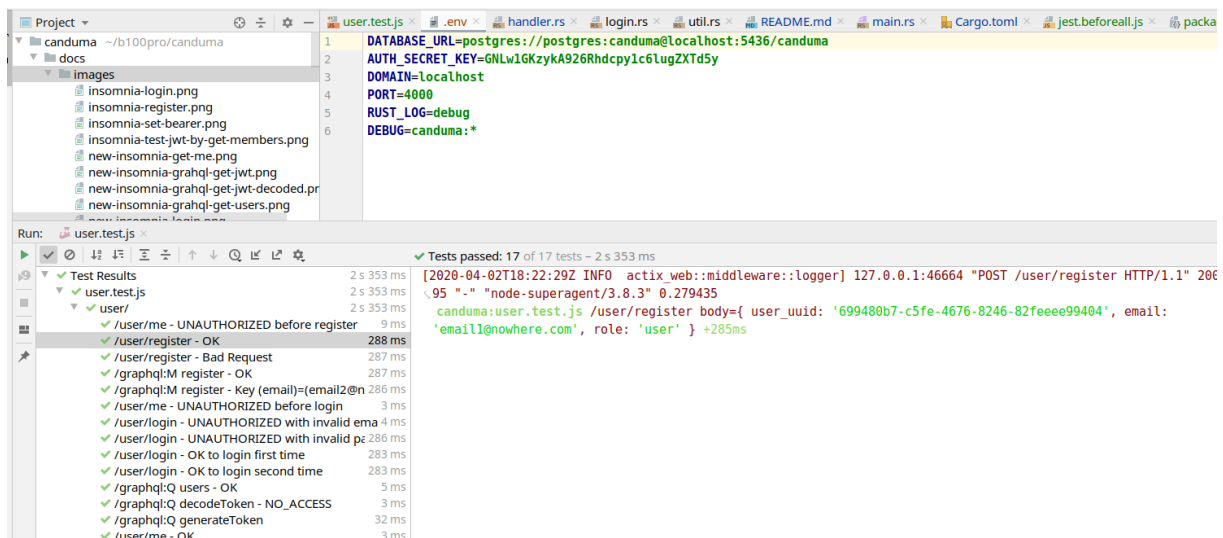 Project
user.test.js
.env
handler.rs
login.rs
util.rs
README.md
main.rs
Cargo.toml
jest.beforeall.js
canduma ~/b100pro/canduma
docs
images
insomnia-login.png
insomnia-register.png
insomnia-set-bearer.png
insomnia-test-jwt-by-get-members.png
new-insomnia-get-me.png
new-insomnia-grahql-get-jwt.png
new-insomnia-grahql-get-jwt-decoded.pr
new-insomnia-grahql-get-users.png
new-insomnia-login.png
1 DATABASE_URL=postgres://postgres:canduma@localhost:5436/canduma
2 AUTH_SECRET_KEY=GNLw1GKzykA926Rhdcpy1c6lugZXTd5y
3 DOMAIN=localhost
4 PORT=4000
5 RUST_LOG=debug
6 DEBUG=canduma:*
Run: user.test.js
Tests passed: 17 of 17 tests – 2 s 353 ms
Test Results 2 s 353 ms
user.test.js 2 s 353 ms
user/ 2 s 353 ms
/user/me - UNAUTHORIZED before register 9 ms
/user/register - OK 288 ms
/user/register - Bad Request 287 ms
/graphql:M register - OK 287 ms
/graphql:M register - Key (email)=(email2@n 286 ms
/user/me - UNAUTHORIZED before login 3 ms
/user/login - UNAUTHORIZED with invalid ema 4 ms
/user/login - UNAUTHORIZED with invalid pa 286 ms
/user/login - OK to login first time 283 ms
/user/login - OK to login second time 283 ms
/graphql:Q users - OK 5 ms
/graphql:Q decodeToken - NO_ACCESS 3 ms
/graphql:Q generateToken 32 ms
/user/me - OK 3 ms
[2020-04-02T18:22:29Z INFO actix_web::middleware::logger] 127.0.0.1:46664 "POST /user/register HTTP/1.1" 200
95 "-" "node-superagent/3.8.3" 0.279435
canduma:user.test.js /user/register body={ user_uuid: '699480b7-c5fe-4676-8246-82feeee99404', email:
'email1@nowhere.com', role: 'user' } +285ms